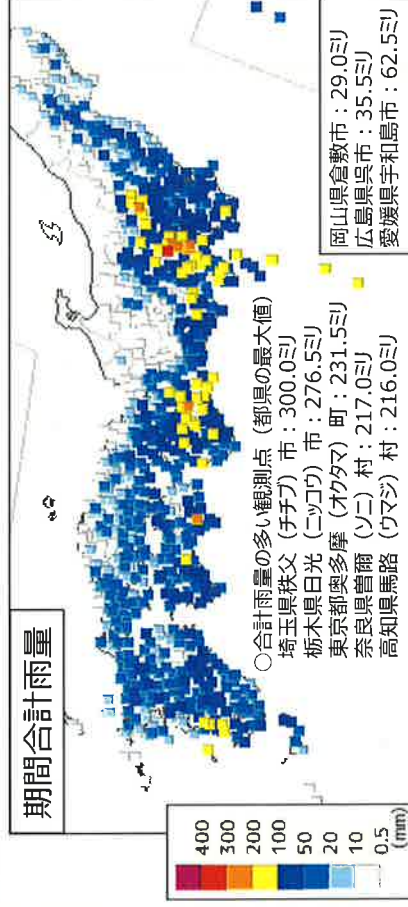 期間合計雨量
○合計雨量の多い観測点（都県の最大値）
埼玉県秩父（チチブ）市：300.0ミリ
栃木県日光（ニッコウ）市：276.5ミリ
東京都奥多摩（オクタマ）町：231.5ミリ
奈良県曽爾（ソニ）村：217.0ミリ
高知県馬路（ウマジ）村：216.0ミリ
岡山県倉敷市：29.0ミリ
広島県呉市：35.5ミリ
愛媛県宇和島市：62.5ミリ
400
300
200
100
50
20
10
0.5
(mm)